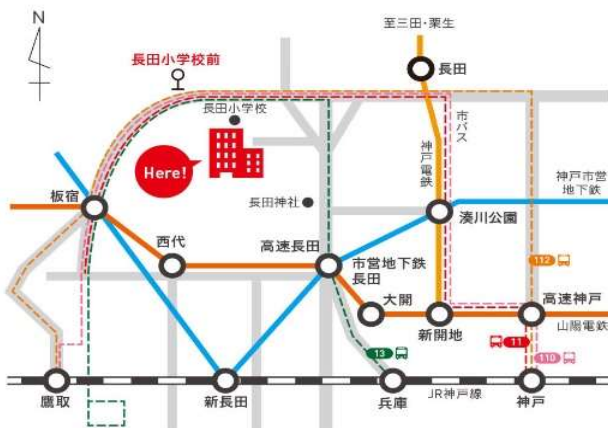 N
至三田・粟生
長田小学校前
長田
長田小学校
市バス
神戸電鉄
Here!
神戸市営
地下鉄
板宿
長田神社
湊川公園
西代
高速長田
市営地下鉄
長田
112
大開
高速神戸
新開地
山陽電鉄
13
11
110
鷹取
新長田
兵庫
JR神戸線
神戸